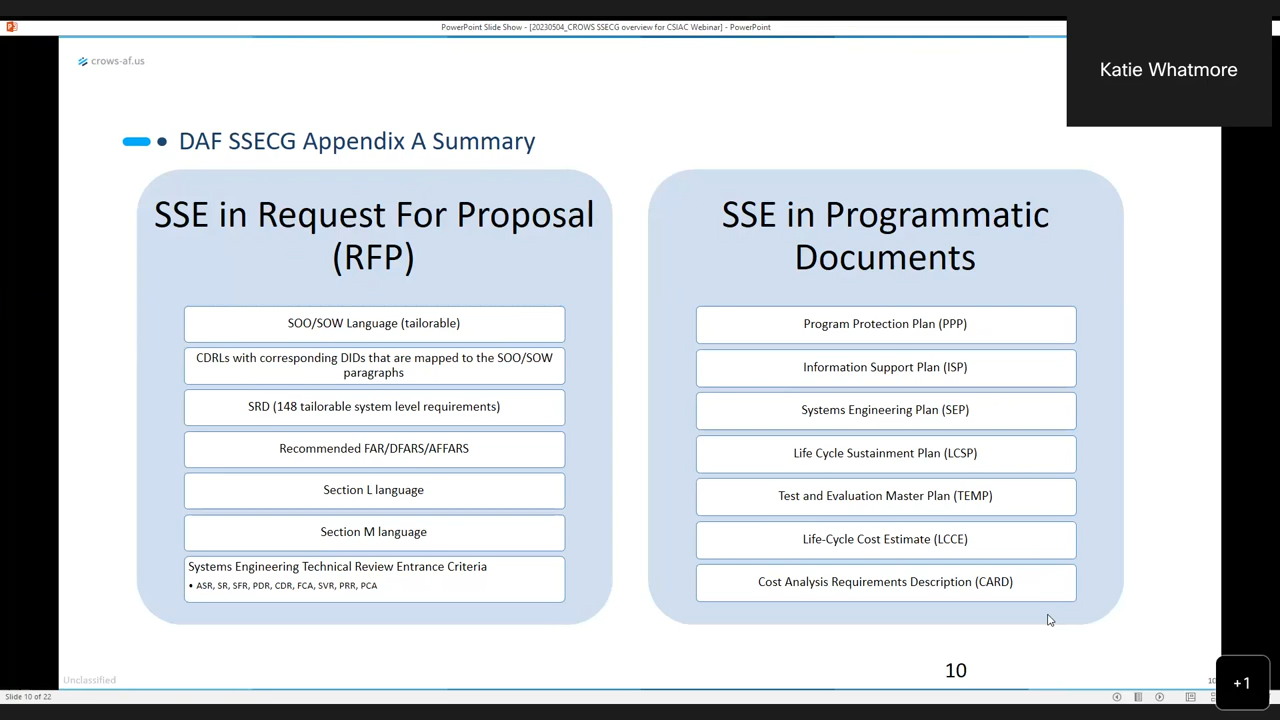 PowerPoint Slide Show - [20230504_CROWS SSECG overview for CSIAC Webinar] - PowerPoint
crows-af.us
Katie Whatmore
• DAF SSECG Appendix A Summary
SSE in Request For Proposal
(RFP)
SOO/SOW Language (tailorable)
CDRLs with corresponding DIDs that are mapped to the SOO/SOW
paragraphs
SRD (148 tailorable system level requirements)
Recommended FAR/DFARS/AFFARS
Section L language
Section M language
Systems Engineering Technical Review Entrance Criteria
• ASR, SR, SFR, PDR, CDR, FCA, SVR, PRR, PCA
SSE in Programmatic
Documents
Program Protection Plan (PPP)
Information Support Plan (ISP)
Systems Engineering Plan (SEP)
Life Cycle Sustainment Plan (LCSP)
Test and Evaluation Master Plan (TEMP)
Life-Cycle Cost Estimate (LCCE)
Cost Analysis Requirements Description (CARD)
10
Unclassified
10
+1
Slide 10 of 22